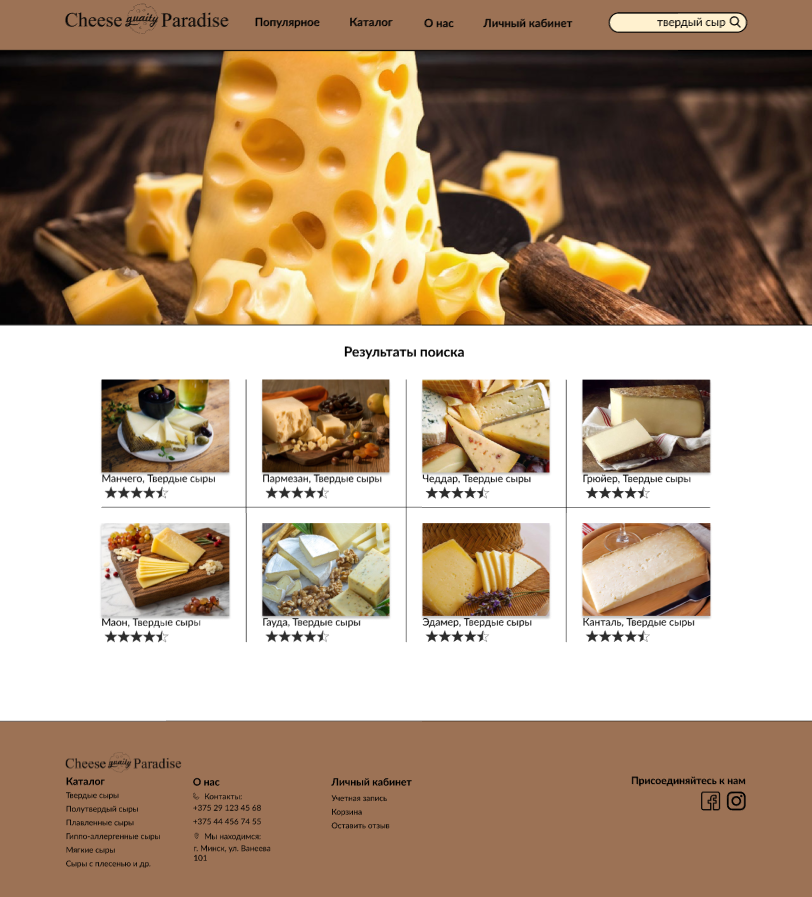 Cheese guaity Paradise
Популярное
Каталог
О нас
Личный кабинет
твердый сыр
Результаты поиска
Манчего, Твердые сыры
Пармезан, Твердые сыры
Чеддар, Твердые сыры
Грюйер, Твердые сыры
Маон, Твердые сыры
Гауда, Твердые сыры
Эдамер, Твердые сыры
Канталь, Твердые сыры
Cheese guaity Paradise
Каталог
Твердые сыры
Полутвердый сыры
Плавленные сыры
Гиппо-аллергенные сыры
Мягкие сыры
Сыры с плесенью и др.
О нас
Контакты:
+375 29 123 45 68
+375 44 456 74 55
Мы находимся:
г. Минск, ул. Ванеева
101
Личный кабинет
Учетная запись
Корзина
Оставить отзыв
Присоединяйтесь к нам